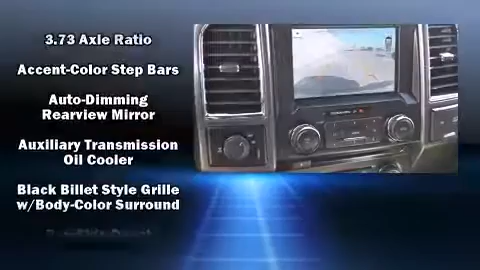 3.73 Axle Ratio
Accent-Color Step Bars
Auto-Dimming
Rearview Mirror
Auxiliary Transmission
Oil Cooler
Black Billet Style Grille
w/Body-Color Surround